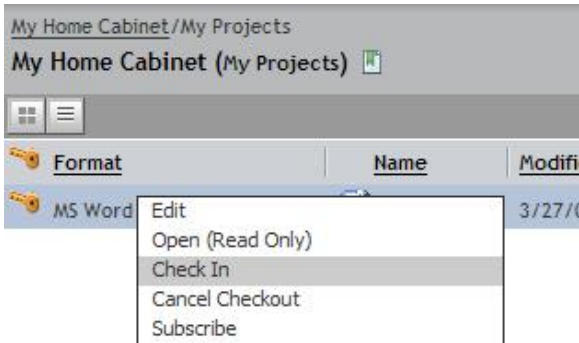 My Home Cabinet/My Projects
My Home Cabinet (My Projects)
Format Name Modifi
MS Word 3/27/0
Edit
Open (Read Only)
Check In
Cancel Checkout
Subscribe